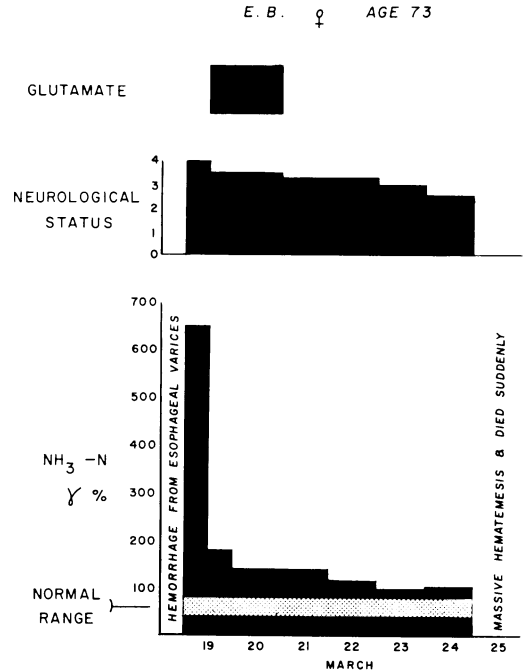 E. B. ♀ AGE 73
GLUTAMATE
NEUROLOGICAL
STATUS
4
3
2
1
0
700
600
500
400
300
200
100
NH3 -N
γ %
NORMAL
RANGE
HEMORRHAGE FROM ESOPHAGEAL VARICES
MASSIVE HEMATEMESIS & DIED SUDDENLY
19 20 21 22 23 24 25
MARCH